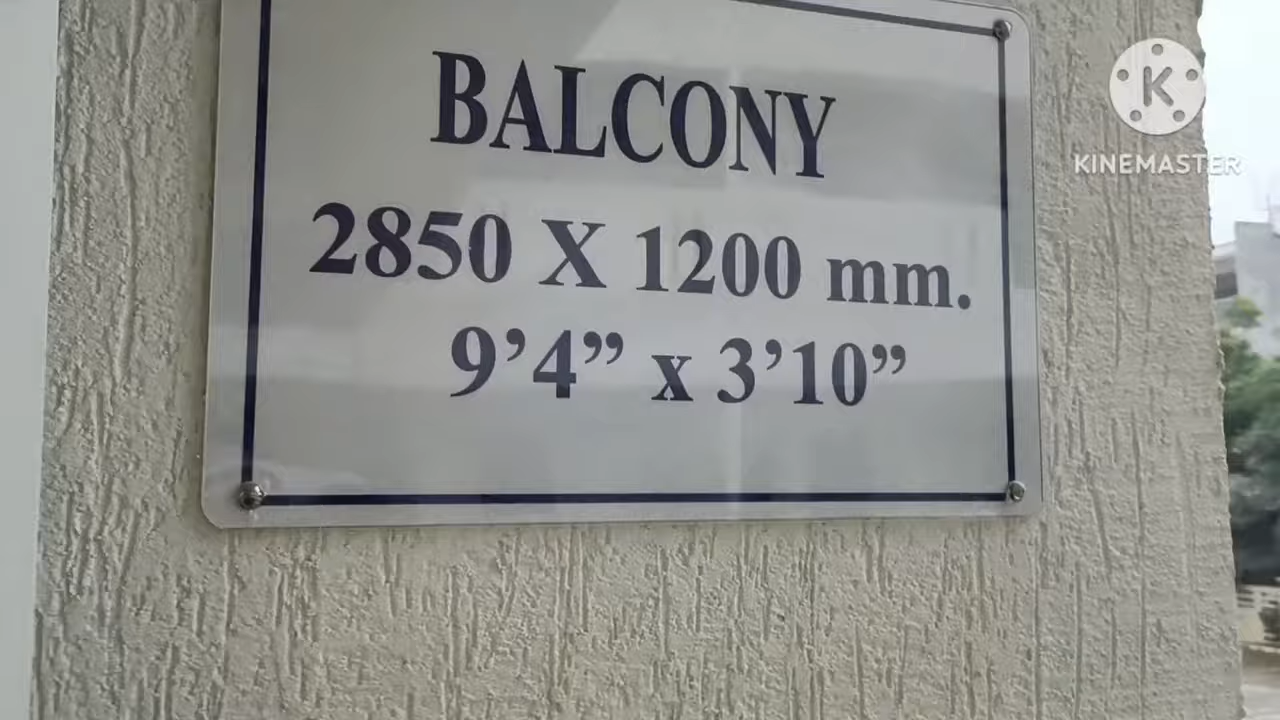 BALCONY
2850 X 1200 mm.
9’4” x 3’10”
K
KINEMASTER